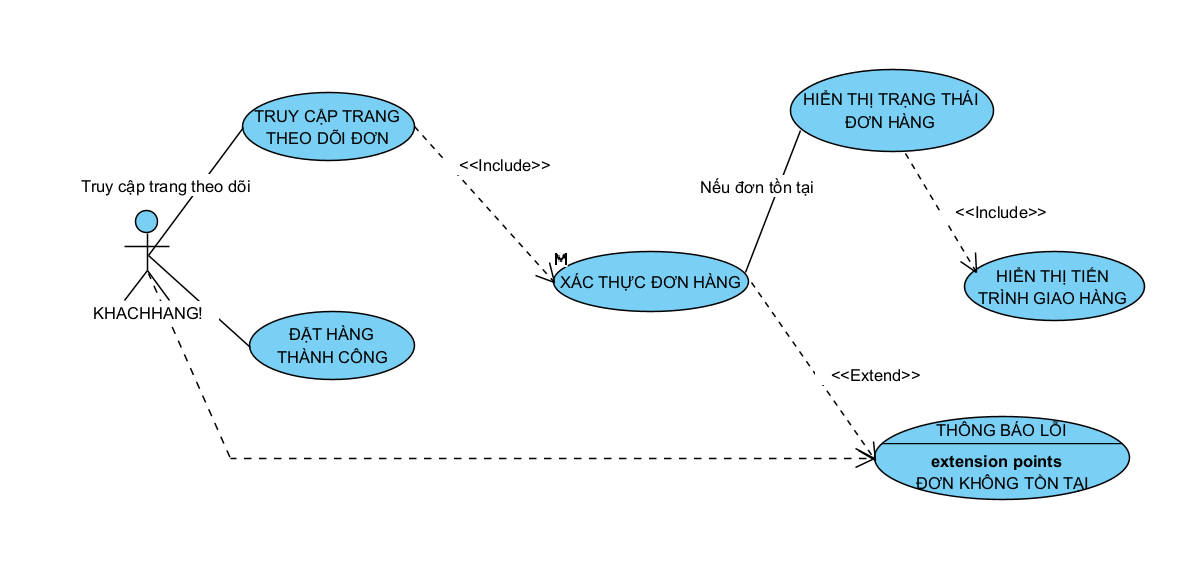 TRUY CẬP TRANG
THEO DÕI ĐƠN
Truy cập trang theo dõi
KHACHHANG!
ĐẶT HÀNG
THÀNH CÔNG
<<Include>>
M
XÁC THỰC ĐƠN HÀNG
Nếu đơn tồn tại
HIỂN THỊ TRẠNG THÁI
ĐƠN HÀNG
<<Include>>
HIỂN THỊ TIẾN
TRÌNH GIAO HÀNG
<<Extend>>
THÔNG BÁO LỖI
extension points
ĐƠN KHÔNG TỒN TẠI